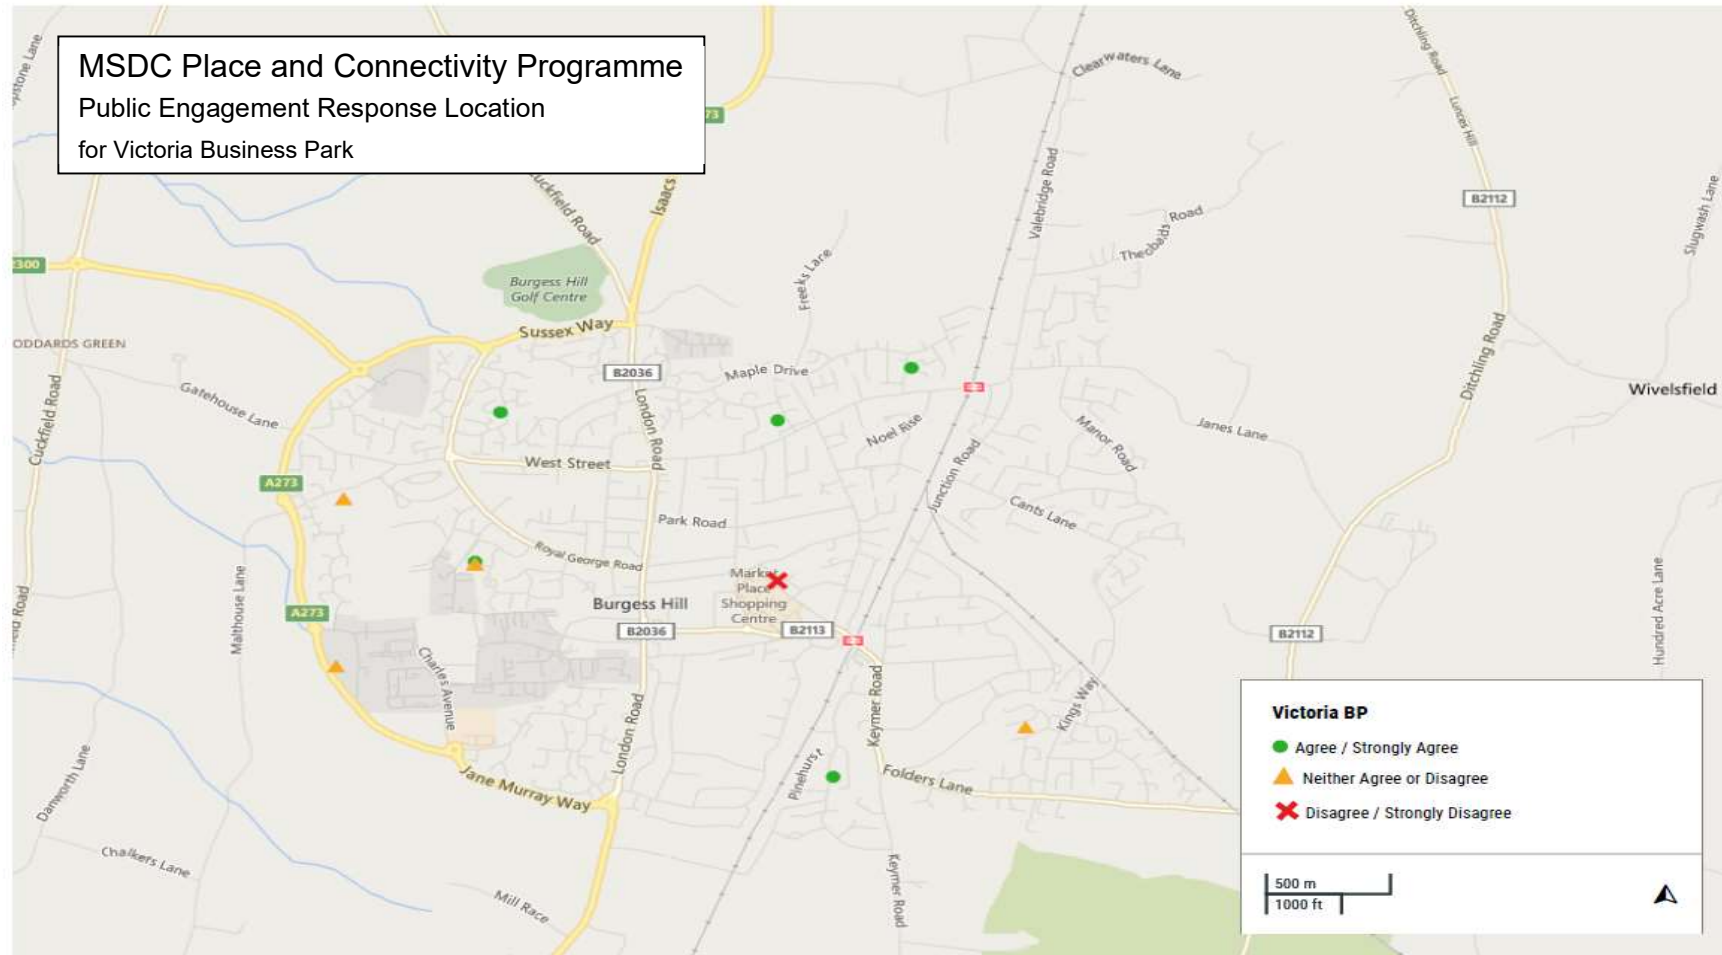 MSDC Place and Connectivity Programme
Public Engagement Response Location
for Victoria Business Park
73
Clearwaters Lane
Ditchling Road
Lunces Hill
B2112
Slugwash Lane
Valebridge Road
Theobalds Road
Isaacs
Cuckfield Road
Freeks Lane
Burgess Hill
Golf Centre
Sussex Way
ODDARDS GREEN
B2036
Maple Drive
London Road
Gatehouse Lane
Cuckfield Road
West Street
Noel Rise
Manor Road
Janes Lane
Ditchling Road
Wivelsfield
A273
Junction Road
Cants Lane
Park Road
Royal George Road
Market
Place
Shopping
Centre
Malthouse Lane
Burgess Hill
A273
B2036
B2113
B2112
Hundred Acre Lane
Charles Avenue
London Road
Keymer Road
Kings Way
Pinehurst
Folders Lane
Jane Murray Way
Danworth Lane
Chalkers Lane
Mill Race
Keymer Road
Victoria BP
Agree / Strongly Agree
Neither Agree or Disagree
Disagree / Strongly Disagree
500 m
1000 ft